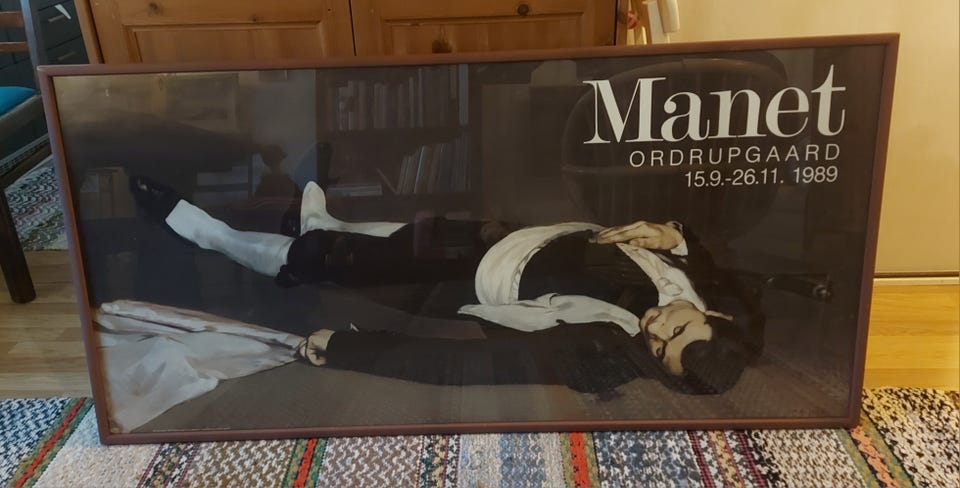 Manet
ORDRUPGAARD
15.9.-26.11. 1989